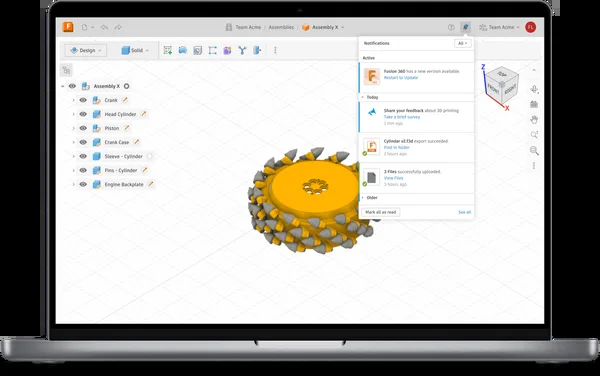 Team Acme
Assemblies
Assembly X
Team Acme
FL
Design
Solid
Notifications
All
Active
Fusion 360 has a new version available.
Restart to Update
Today
Share your feedback about 3D printing
Take a brief survey
1 min ago
Cylinder v2.f3d export succeeded.
Find in folder
2 hours ago
3 Files successfully uploaded.
View Files
5 hours ago
Older
Mark all as read
See all
Assembly X
Crank
Head Cylinder
Piston
Crank Case
Sleeve - Cylinder
Fins - Cylinder
Engine Backplate
Z
TOP
FRONT
RIGHT
X